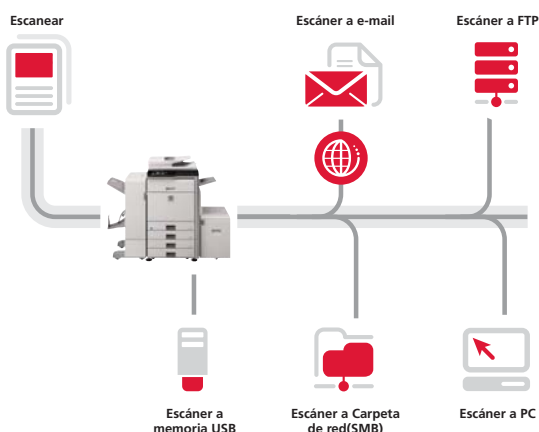 Escanear
Escáner a e-mail
Escáner a FTP
Escáner a
memoria USB
Escáner a Carpeta
de red(SMB)
Escáner a PC